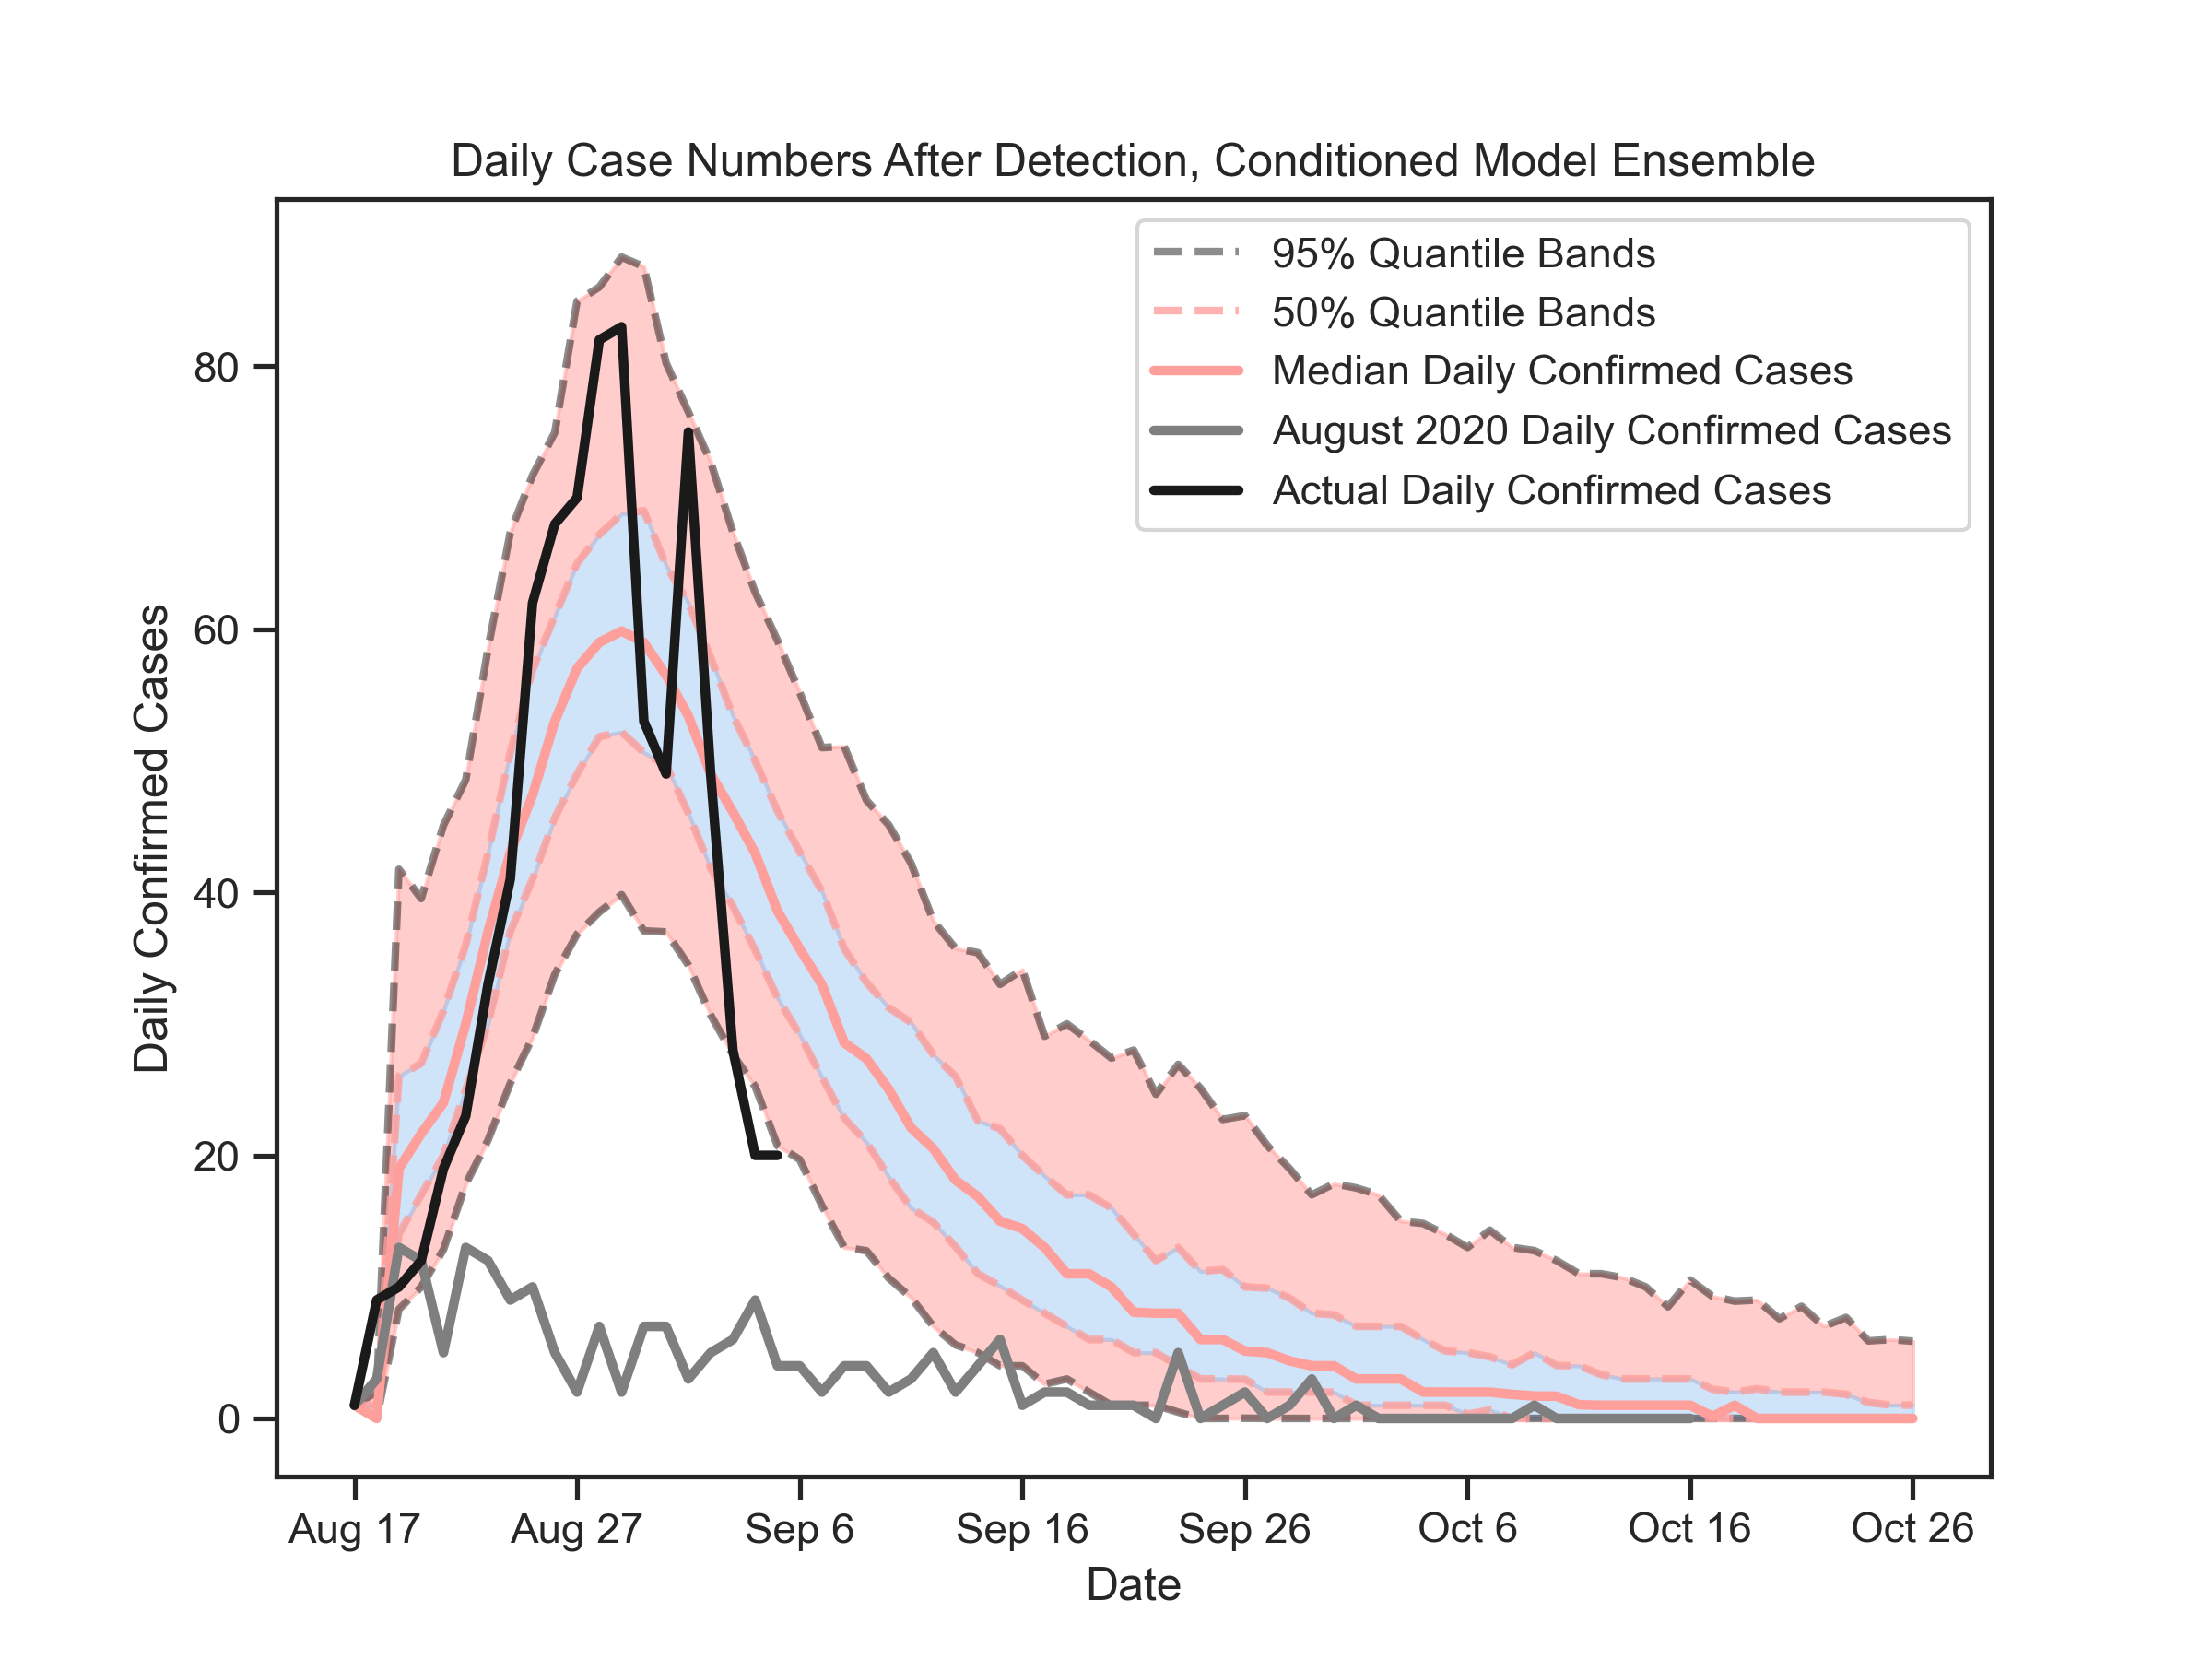 Daily Case Numbers After Detection, Conditioned Model Ensemble
95% Quantile Bands
50% Quantile Bands
Median Daily Confirmed Cases
August 2020 Daily Confirmed Cases
Actual Daily Confirmed Cases
Daily Confirmed Cases
80
60
40
20
0
Aug 17 Aug 27 Sep 6 Sep 16 Sep 26 Oct 6 Oct 16 Oct 26
Date